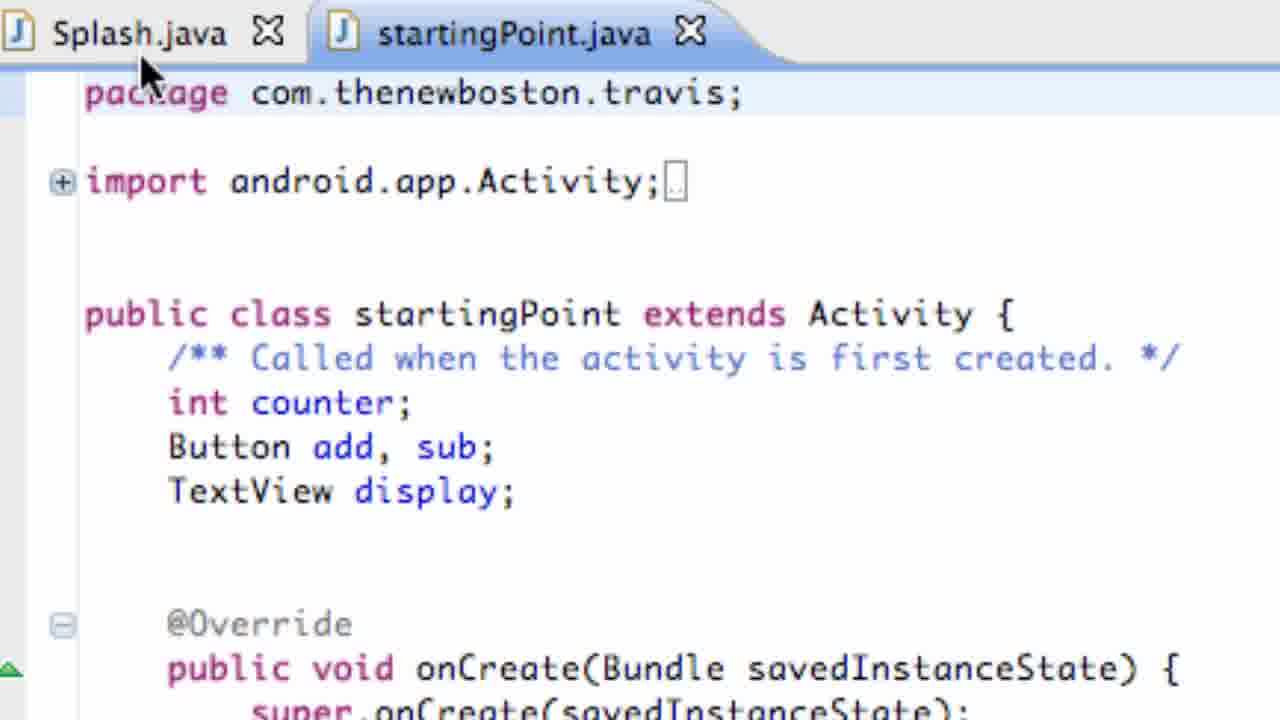 Splash.java startingPoint.java
package com.thenewboston.travis;
import android.app.Activity;
public class startingPoint extends Activity {
/** Called when the activity is first created. */
int counter;
Button add, sub;
TextView display;
@Override
public void onCreate(Bundle savedInstanceState) {
super.onCreate(savedInstanceState);